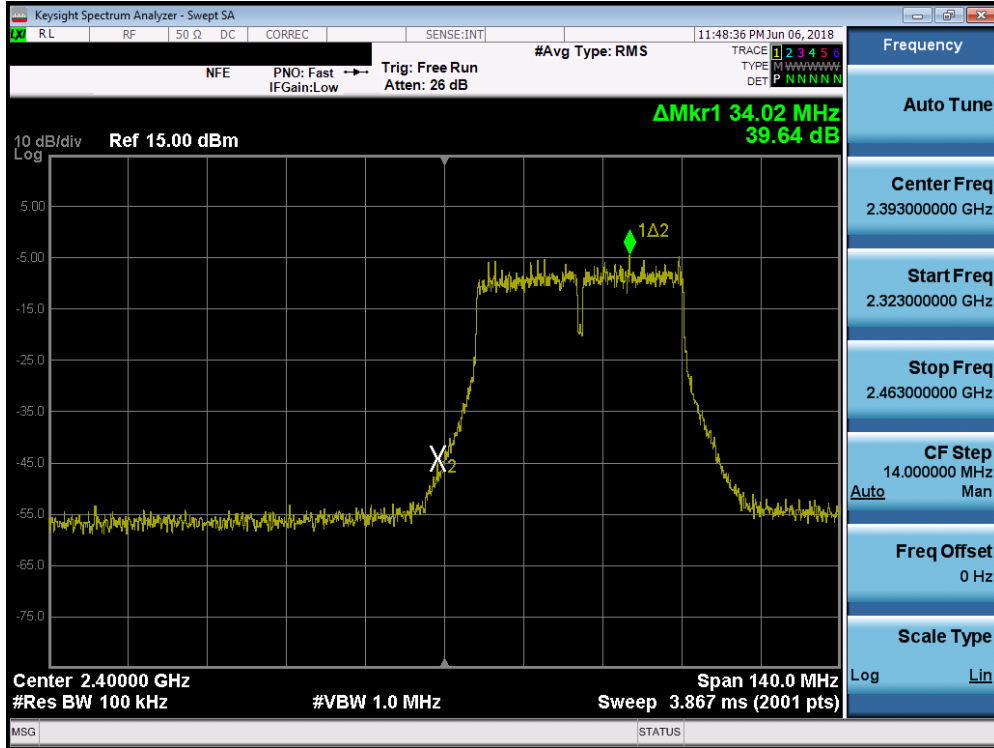 Keysight Spectrum Analyzer - Swept SA
LXI RL RF 50 Ω DC CORREC SENSE:INT 11:48:36 PM Jun 06, 2018
#Avg Type: RMS TRACE 1 2 3 4 5 6
NFE PNO: Fast Trig: Free Run TYPE M WWWWW
IFGain:Low Atten: 26 dB DET P N N N N N
ΔMkr1 34.02 MHz
39.64 dB
10 dB/div Ref 15.00 dBm
Log
5.00
-5.00
-15.0
-25.0
-35.0
-45.0
-55.0
-65.0
-75.0
1Δ2
X2
Center 2.40000 GHz Span 140.0 MHz
#Res BW 100 kHz #VBW 1.0 MHz Sweep 3.867 ms (2001 pts)
MSG STATUS
Frequency
Auto Tune
Center Freq
2.393000000 GHz
Start Freq
2.323000000 GHz
Stop Freq
2.463000000 GHz
CF Step
14.000000 MHz
Auto Man
Freq Offset
0 Hz
Scale Type
Log Lin